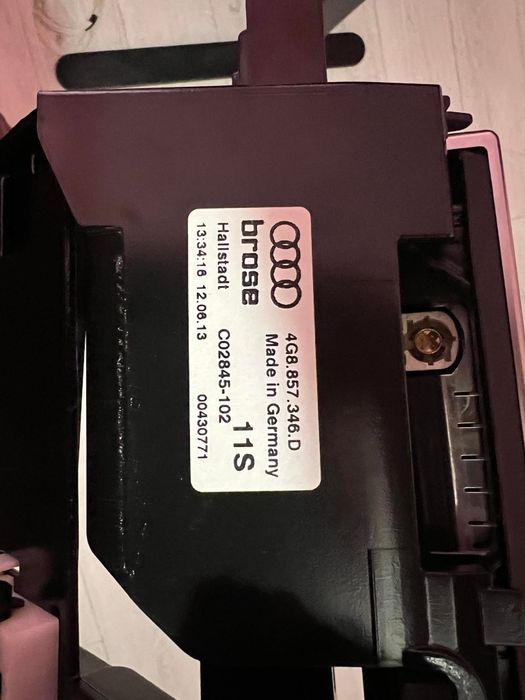 4G8.857.346.D
Made in Germany
brose
11S
Hallstadt
C02845-102
13:34:16 12.06.13
00430771